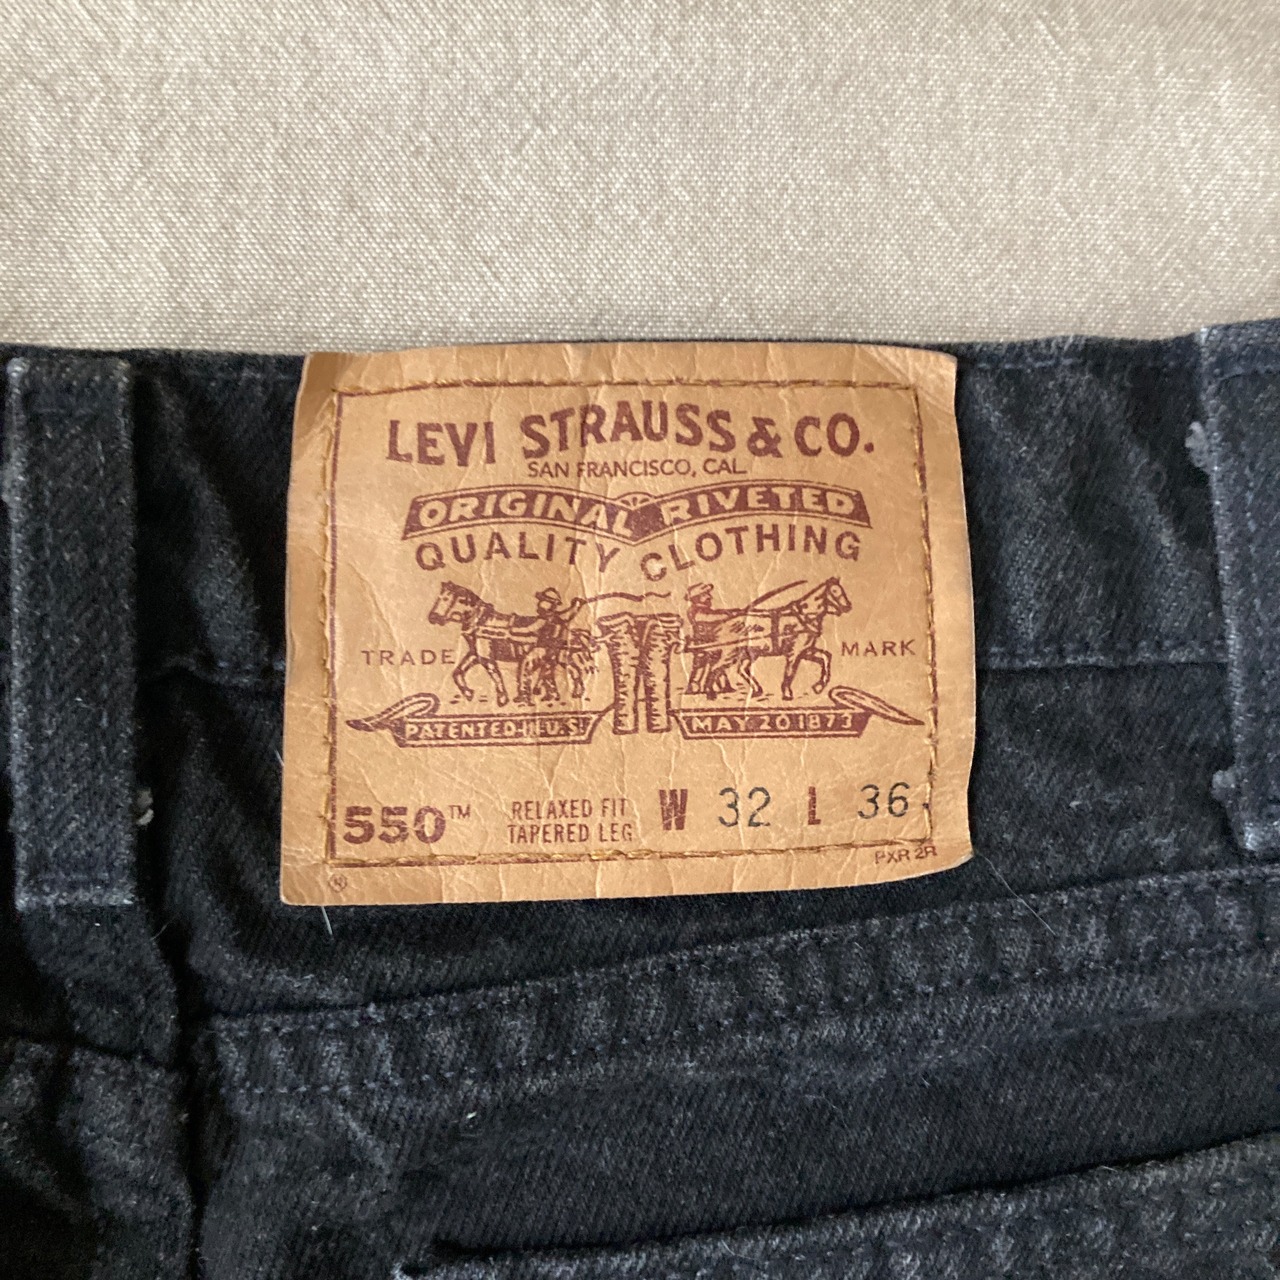 LEVI STRAUSS & CO.
SAN FRANCISCO, CAL.
ORIGINAL RIVETED
QUALITY CLOTHING
TRADE MARK
PATENTED IN U.S. MAY 20 1873
550™ RELAXED FIT W 32 L 36
TAPERED LEG
PXR 2R
®